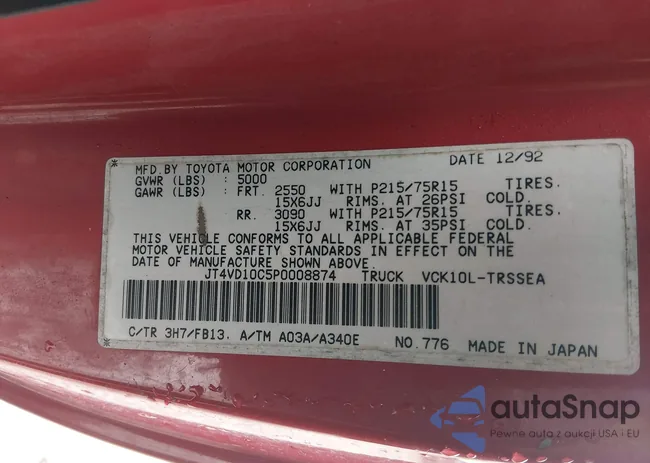 MFD.BY TOYOTA MOTOR CORPORATION DATE 12/92
GVWR (LBS) : 5000
GAWR (LBS) : FRT. 2550 WITH P215/75R15 TIRES.
15X6JJ RIMS. AT 26PSI COLD.
RR. 3090 WITH P215/75R15 TIRES.
15X6JJ RIMS. AT 35PSI COLD.
THIS VEHICLE CONFORMS TO ALL APPLICABLE FEDERAL
MOTOR VEHICLE SAFETY STANDARDS IN EFFECT ON THE
DATE OF MANUFACTURE SHOWN ABOVE.
JT4VD10C5P0008874 TRUCK VCK10L-TRSSEA
C/TR 3H7/FB13. A/TM A03A/A340E NO.776 MADE IN JAPAN
autaSnap
Pewne auta z aukcji USA i EU